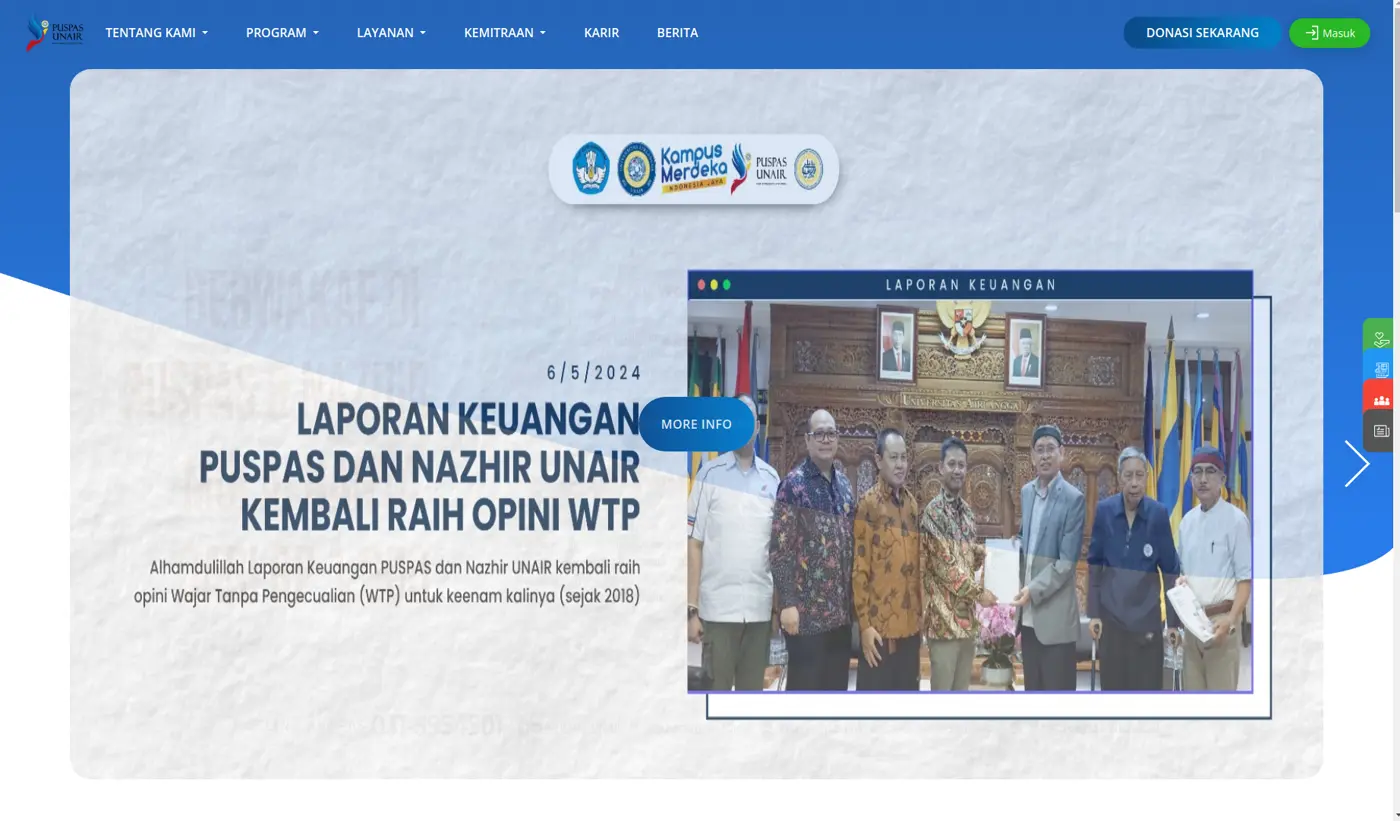 PUSPAS
UNAIR
TENTANG KAMI
PROGRAM
LAYANAN
KEMITRAAN
KARIR
BERITA
DONASI SEKARANG
Masuk
Kampus
Merdeka
INDONESIA JAYA
PUSPAS
UNAIR
LAPORAN KEUANGAN
UNIVERSITAS AIRLANGGA
6/5/2024
LAPORAN KEUANGAN
PUSPAS DAN NAZHIR UNAIR
KEMBALI RAIH OPINI WTP
MORE INFO
Alhamdulillah Laporan Keuangan PUSPAS dan Nazhir UNAIR kembali raih
opini Wajar Tanpa Pengecualian (WTP) untuk keenam kalinya (sejak 2018)